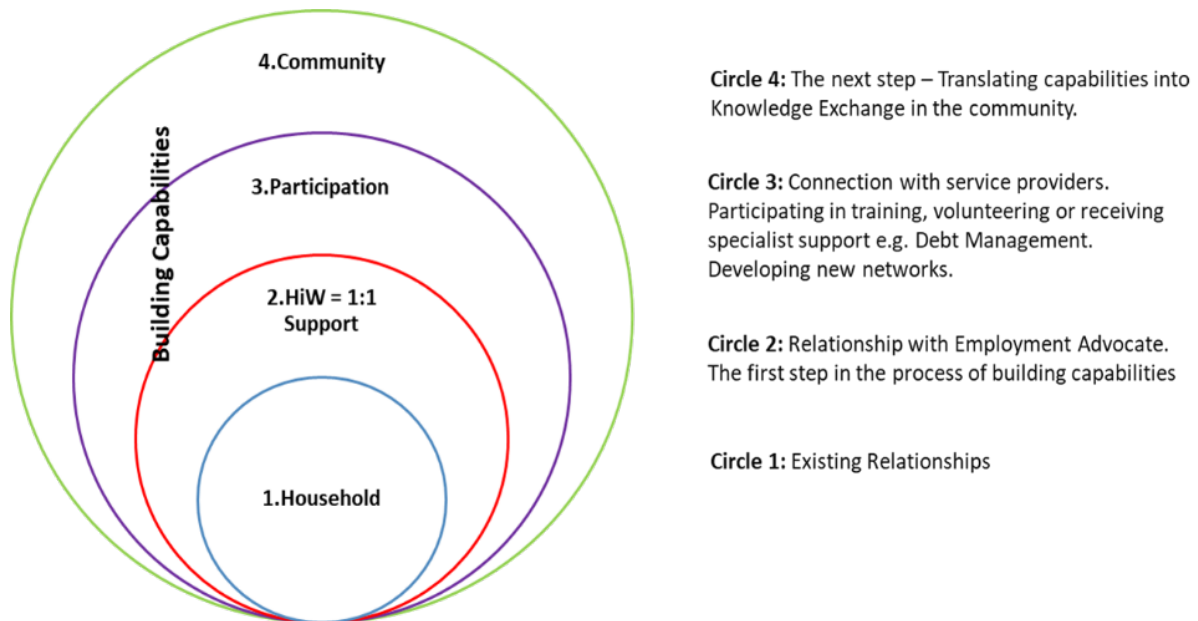 4.Community
Building Capabilities
3.Participation
2.HiW = 1:1
Support
1.Household
Circle 4: The next step – Translating capabilities into
Knowledge Exchange in the community.
Circle 3: Connection with service providers.
Participating in training, volunteering or receiving
specialist support e.g. Debt Management.
Developing new networks.
Circle 2: Relationship with Employment Advocate.
The first step in the process of building capabilities
Circle 1: Existing Relationships